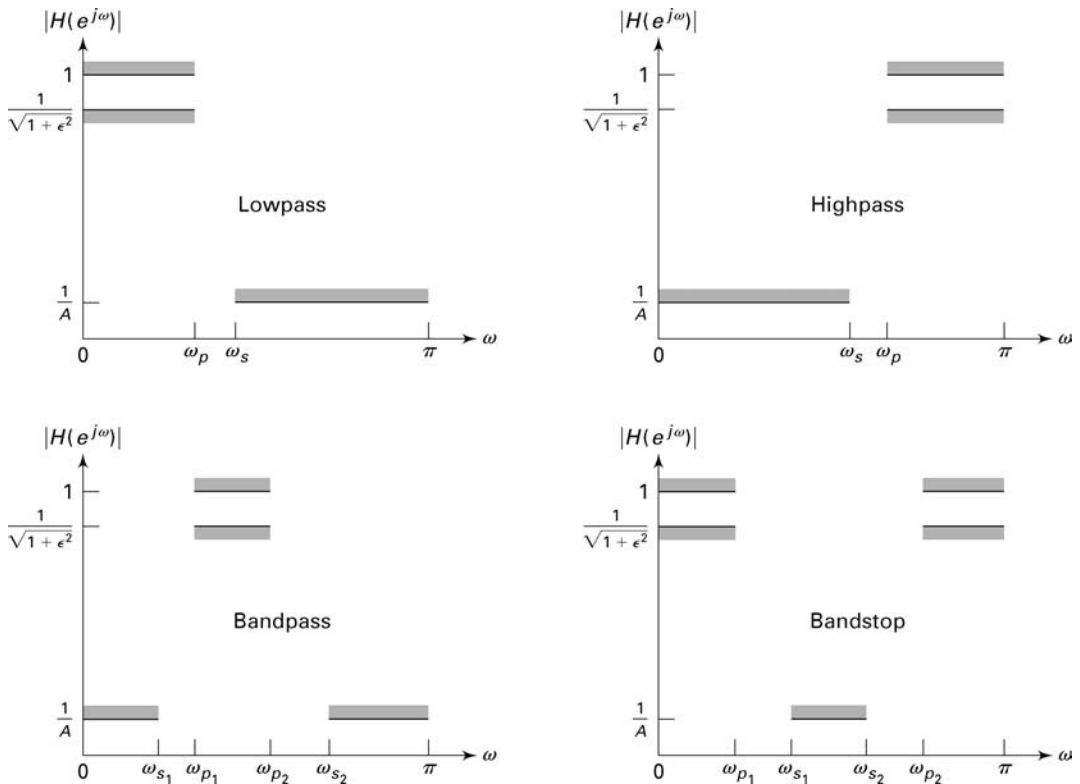 |H(e^{jω})|
1
1/√(1 + ϵ²)
Lowpass
1/A
0 ω_p ω_s π ω
|H(e^{jω})|
1
1/√(1 + ϵ²)
Highpass
1/A
0 ω_s ω_p π ω
|H(e^{jω})|
1
1/√(1 + ϵ²)
Bandpass
1/A
0 ω_{s_1} ω_{p_1} ω_{p_2} ω_{s_2} π ω
|H(e^{jω})|
1
1/√(1 + ϵ²)
Bandstop
1/A
0 ω_{p_1} ω_{s_1} ω_{s_2} ω_{p_2} π ω